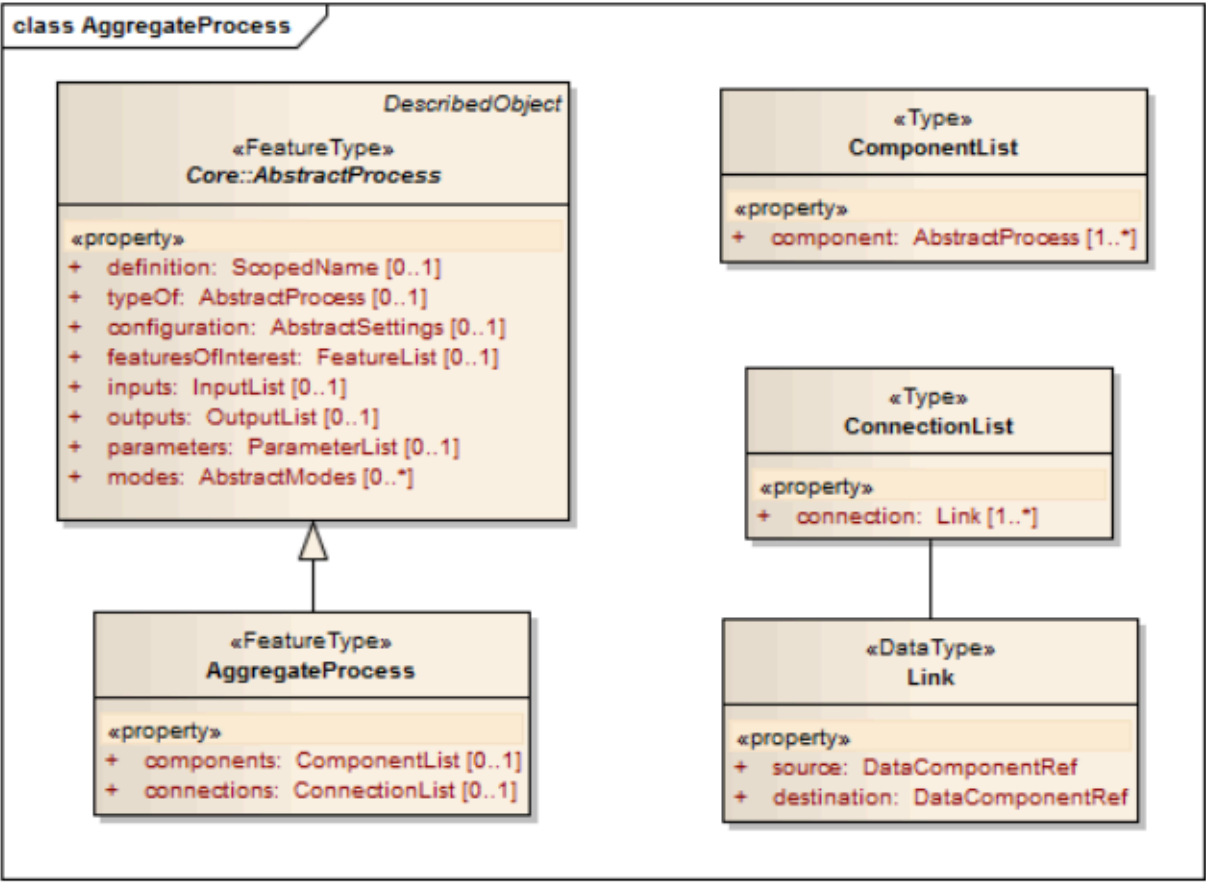 class AggregateProcess
DescribedObject
«FeatureType»
Core::AbstractProcess
«property»
+ definition: ScopedName [0..1]
+ typeOf: AbstractProcess [0..1]
+ configuration: AbstractSettings [0..1]
+ featuresOfInterest: FeatureList [0..1]
+ inputs: InputList [0..1]
+ outputs: OutputList [0..1]
+ parameters: ParameterList [0..1]
+ modes: AbstractModes [0..*]
«FeatureType»
AggregateProcess
«property»
+ components: ComponentList [0..1]
+ connections: ConnectionList [0..1]
«Type»
ComponentList
«property»
+ component: AbstractProcess [1..*]
«Type»
ConnectionList
«property»
+ connection: Link [1..*]
«DataType»
Link
«property»
+ source: DataComponentRef
+ destination: DataComponentRef